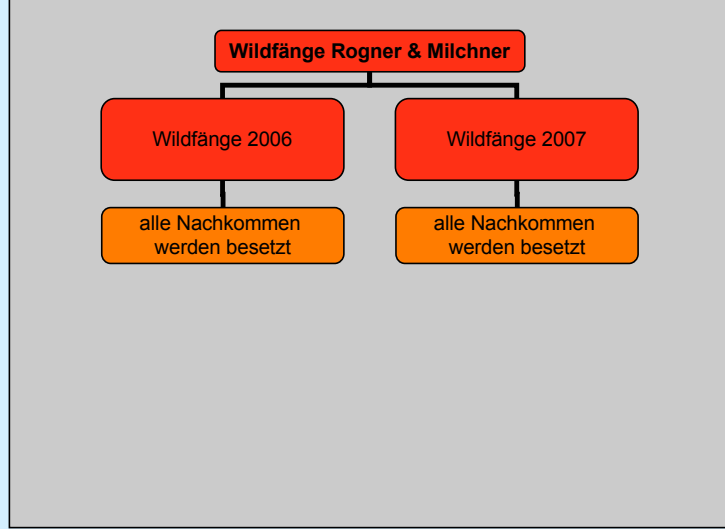 Wildfänge Rogner & Milchner
Wildfänge 2006
Wildfänge 2007
alle Nachkommen
werden besetzt
alle Nachkommen
werden besetzt